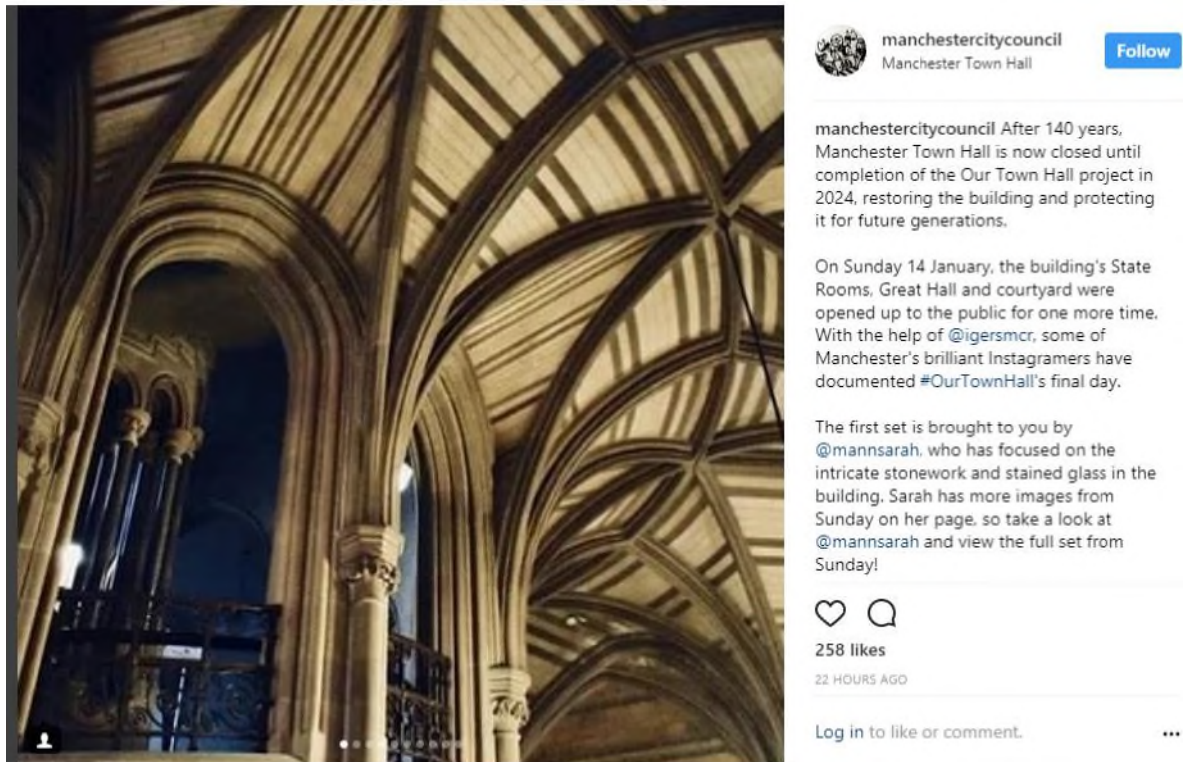 manchestercitycouncil
Manchester Town Hall
Follow
manchestercitycouncil After 140 years,
Manchester Town Hall is now closed until
completion of the Our Town Hall project in
2024, restoring the building and protecting
it for future generations.
On Sunday 14 January, the building's State
Rooms, Great Hall and courtyard were
opened up to the public for one more time.
With the help of @igersmcr, some of
Manchester's brilliant Instagramers have
documented #OurTownHall's final day.
The first set is brought to you by
@mannsarah, who has focused on the
intricate stonework and stained glass in the
building. Sarah has more images from
Sunday on her page, so take a look at
@mannsarah and view the full set from
Sunday!
258 likes
22 HOURS AGO
Log in to like or comment.